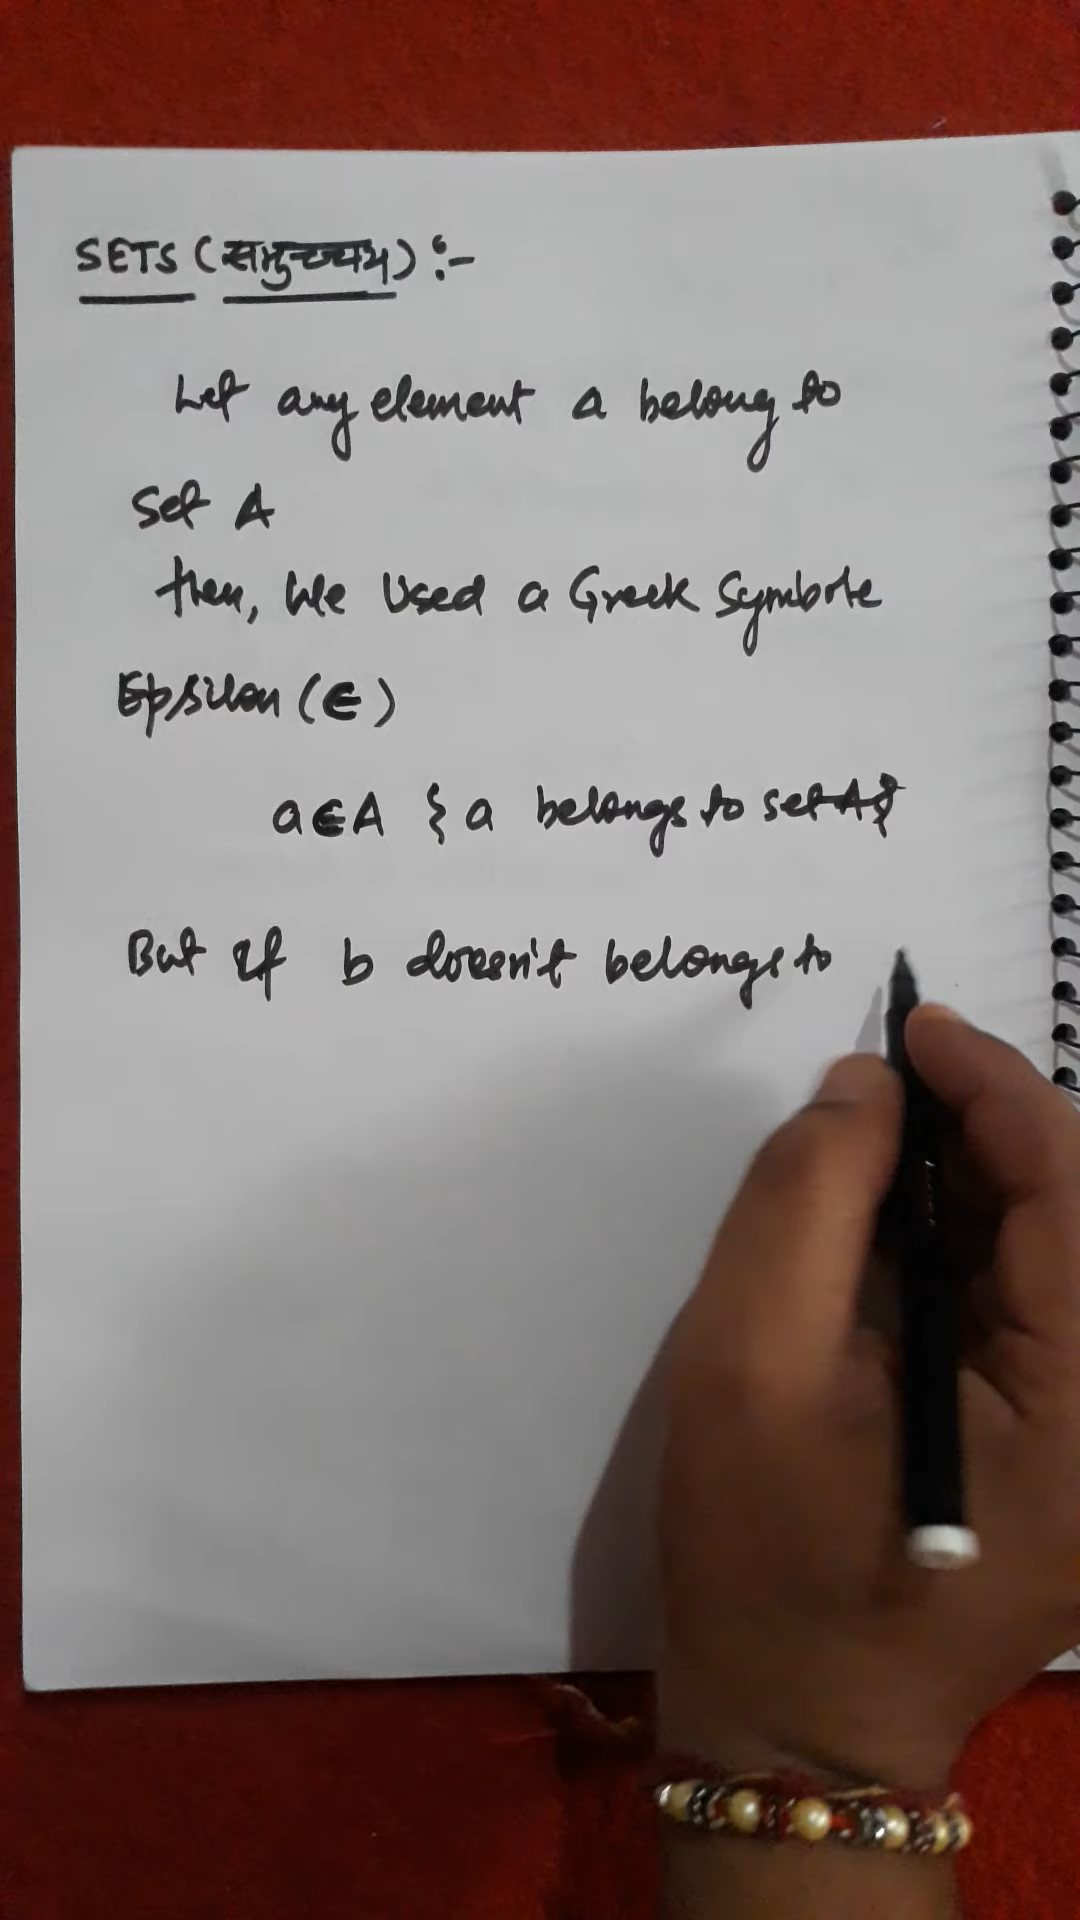 SETS (समुच्चय) :-
Let any element a belong to
Set A
then, We Used a Greek Symbole
Epsilon (∈)
a∈A { a belongs to set A}
But if b doesn't belongs to